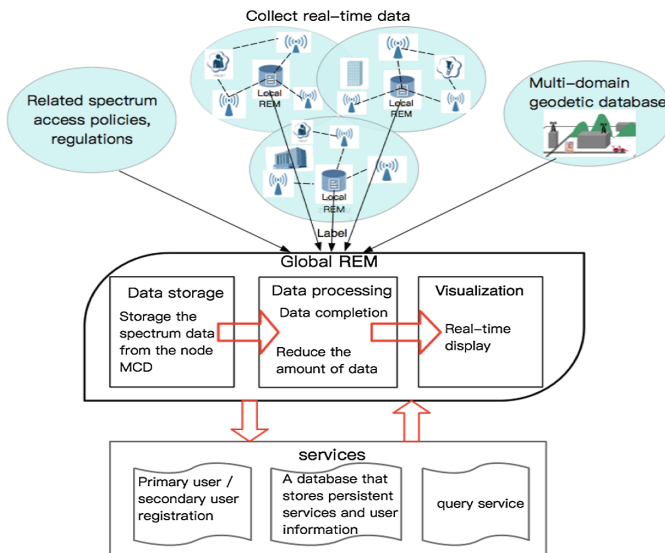 Collect real-time data
Local
REM
Local
REM
Related spectrum
access policies,
regulations
Multi-domain
geodetic database
Local
REM
Label
Global REM
Data storage
Storage the
spectrum data
from the node
MCD
Data processing
Data completion
Reduce the
amount of data
Visualization
Real-time
display
services
Primary user /
secondary user
registration
A database that
stores persistent
services and user
information
query service